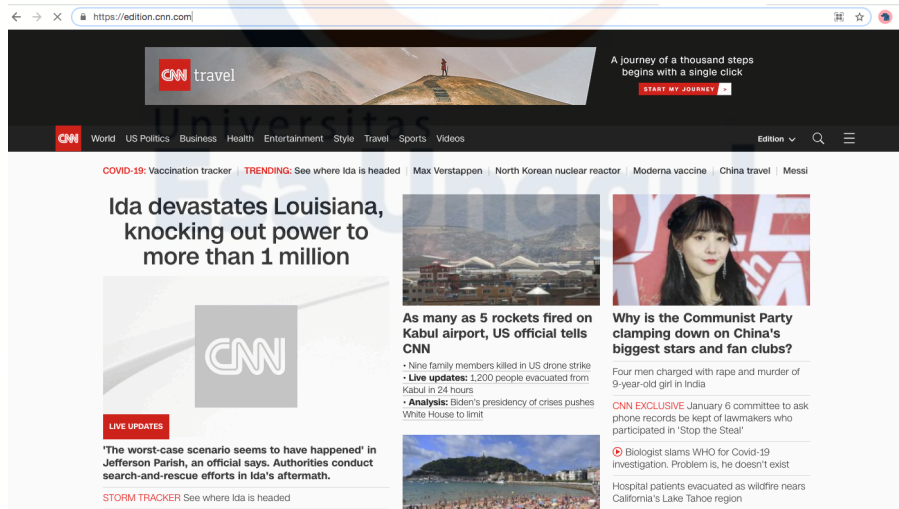 https://edition.cnn.com
CNN travel
A journey of a thousand steps
begins with a single click
START MY JOURNEY >
Universitas
Esa Unggul
CNN World US Politics Business Health Entertainment Style Travel Sports Videos Edition
COVID-19: Vaccination tracker | TRENDING: See where Ida is headed | Max Verstappen | North Korean nuclear reactor | Moderna vaccine | China travel | Messi
Ida devastates Louisiana,
knocking out power to
more than 1 million
CNN
LIVE UPDATES
'The worst-case scenario seems to have happened' in
Jefferson Parish, an official says. Authorities conduct
search-and-rescue efforts in Ida's aftermath.
STORM TRACKER See where Ida is headed
As many as 5 rockets fired on
Kabul airport, US official tells
CNN
• Nine family members killed in US drone strike
• Live updates: 1,200 people evacuated from
Kabul in 24 hours
• Analysis: Biden's presidency of crises pushes
White House to limit
Why is the Communist Party
clamping down on China's
biggest stars and fan clubs?
Four men charged with rape and murder of
9-year-old girl in India
CNN EXCLUSIVE January 6 committee to ask
phone records be kept of lawmakers who
participated in 'Stop the Steal'
Biologist slams WHO for Covid-19
investigation. Problem is, he doesn't exist
Hospital patients evacuated as wildfire nears
California's Lake Tahoe region